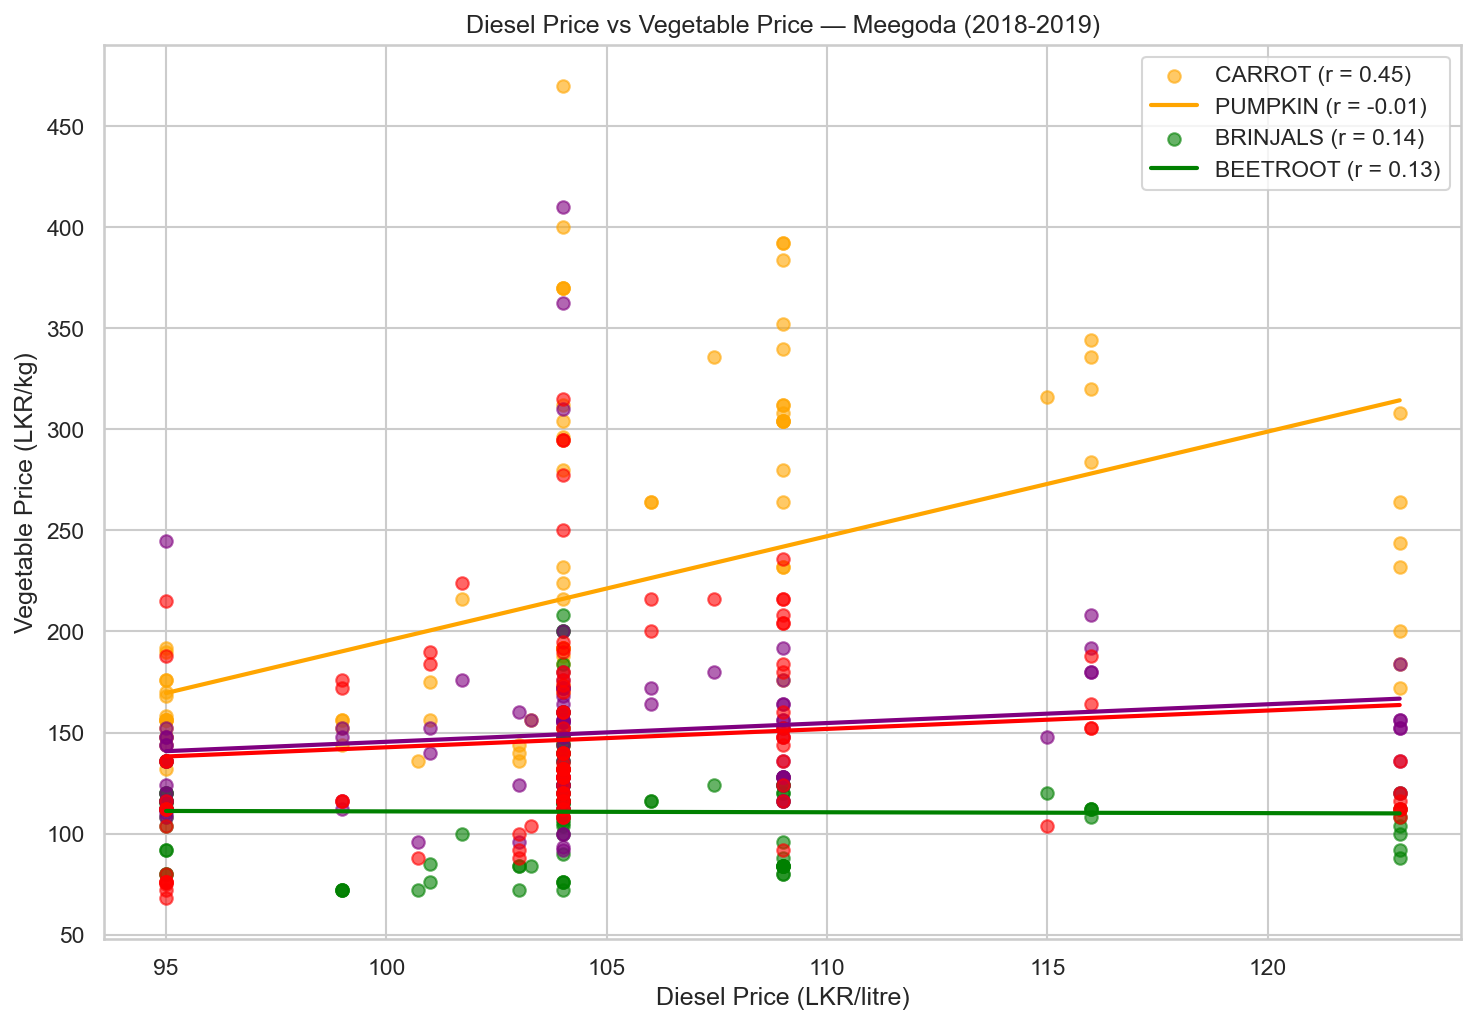 Diesel Price vs Vegetable Price — Meegoda (2018-2019)
CARROT (r = 0.45)
PUMPKIN (r = -0.01)
BRINJALS (r = 0.14)
BEETROOT (r = 0.13)
Vegetable Price (LKR/kg)
450
400
350
300
250
200
150
100
50
95 100 105 110 115 120
Diesel Price (LKR/litre)